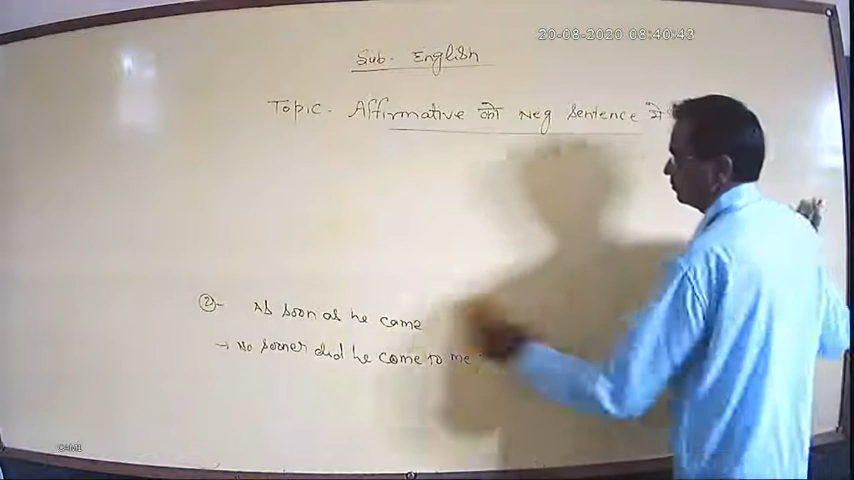 20-08-2020 08:40:43
Sub- English
Topic- Affirmative को Neg Sentence में
②- As soon as he came
→ No sooner did he come to me
CAM1